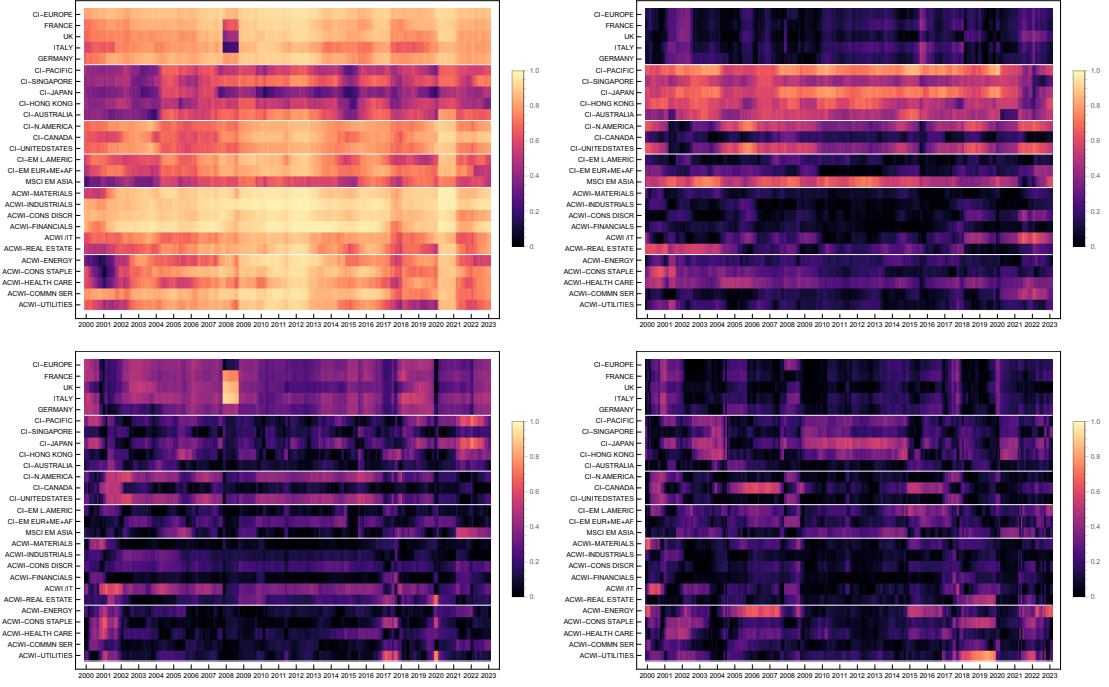 CI-EUROPE
FRANCE
UK
ITALY
GERMANY
CI-PACIFIC
CI-SINGAPORE
CI-JAPAN
CI-HONG KONG
CI-AUSTRALIA
CI-N.AMERICA
CI-CANADA
CI-UNITEDSTATES
CI-EM LAMERIC
CI-EM EUR+ME+AF
MSCI EM ASIA
ACWI-MATERIALS
ACWI-INDUSTRIALS
ACWI-CONS DISCR
ACWI-FINANCIALS
ACWI /IT
ACWI-REAL ESTATE
ACWI-ENERGY
ACWI-CONS STAPLE
ACWI-HEALTH CARE
ACWI-COMMN SER
ACWI-UTILITIES
2000 2001 2002 2003 2004 2005 2006 2007 2008 2009 2010 2012 2013 2014 2015 2016 2017 2018 2019 2020 2021 2022 2023
1.0
0.8
0.6
0.4
0.2
0.
CI-EUROPE
FRANCE
UK
ITALY
GERMANY
CI-PACIFIC
CI-SINGAPORE
CI-JAPAN
CI-HONG KONG
CI-AUSTRALIA
CI-N.AMERICA
CI-CANADA
CI-UNITEDSTATES
CI-EM LAMERIC
CI-EM EUR+ME+AF
MSCI EM ASIA
ACWI-MATERIALS
ACWI-INDUSTRIALS
ACWI-CONS DISCR
ACWI-FINANCIALS
ACWI /IT
ACWI-REAL ESTATE
ACWI-ENERGY
ACWI-CONS STAPLE
ACWI-HEALTH CARE
ACWI-COMMN SER
ACWI-UTILITIES
2000 2001 2002 2003 2004 2005 2006 2007 2008 2009 2010 2012 2013 2014 2015 2016 2017 2018 2019 2020 2021 2022 2023
1.0
0.8
0.6
0.4
0.2
0.
CI-EUROPE
FRANCE
UK
ITALY
GERMANY
CI-PACIFIC
CI-SINGAPORE
CI-JAPAN
CI-HONG KONG
CI-AUSTRALIA
CI-N.AMERICA
CI-CANADA
CI-UNITEDSTATES
CI-EM LAMERIC
CI-EM EUR+ME+AF
MSCI EM ASIA
ACWI-MATERIALS
ACWI-INDUSTRIALS
ACWI-CONS DISCR
ACWI-FINANCIALS
ACWI /IT
ACWI-REAL ESTATE
ACWI-ENERGY
ACWI-CONS STAPLE
ACWI-HEALTH CARE
ACWI-COMMN SER
ACWI-UTILITIES
2000 2001 2002 2003 2004 2005 2006 2007 2008 2009 2010 2012 2013 2014 2015 2016 2017 2018 2019 2020 2021 2022 2023
1.0
0.8
0.6
0.4
0.2
0.
CI-EUROPE
FRANCE
UK
ITALY
GERMANY
CI-PACIFIC
CI-SINGAPORE
CI-JAPAN
CI-HONG KONG
CI-AUSTRALIA
CI-N.AMERICA
CI-CANADA
CI-UNITEDSTATES
CI-EM LAMERIC
CI-EM EUR+ME+AF
MSCI EM ASIA
ACWI-MATERIALS
ACWI-INDUSTRIALS
ACWI-CONS DISCR
ACWI-FINANCIALS
ACWI /IT
ACWI-REAL ESTATE
ACWI-ENERGY
ACWI-CONS STAPLE
ACWI-HEALTH CARE
ACWI-COMMN SER
ACWI-UTILITIES
2000 2001 2002 2003 2004 2005 2006 2007 2008 2009 2010 2012 2013 2014 2015 2016 2017 2018 2019 2020 2021 2022 2023
1.0
0.8
0.6
0.4
0.2
0.